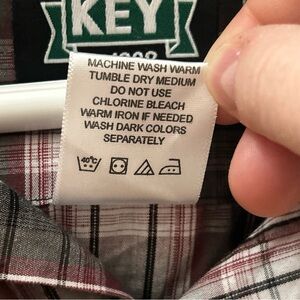 KEY
MACHINE WASH WARM
TUMBLE DRY MEDIUM
DO NOT USE
CHLORINE BLEACH
WARM IRON IF NEEDED
WASH DARK COLORS
SEPARATELY
40°C